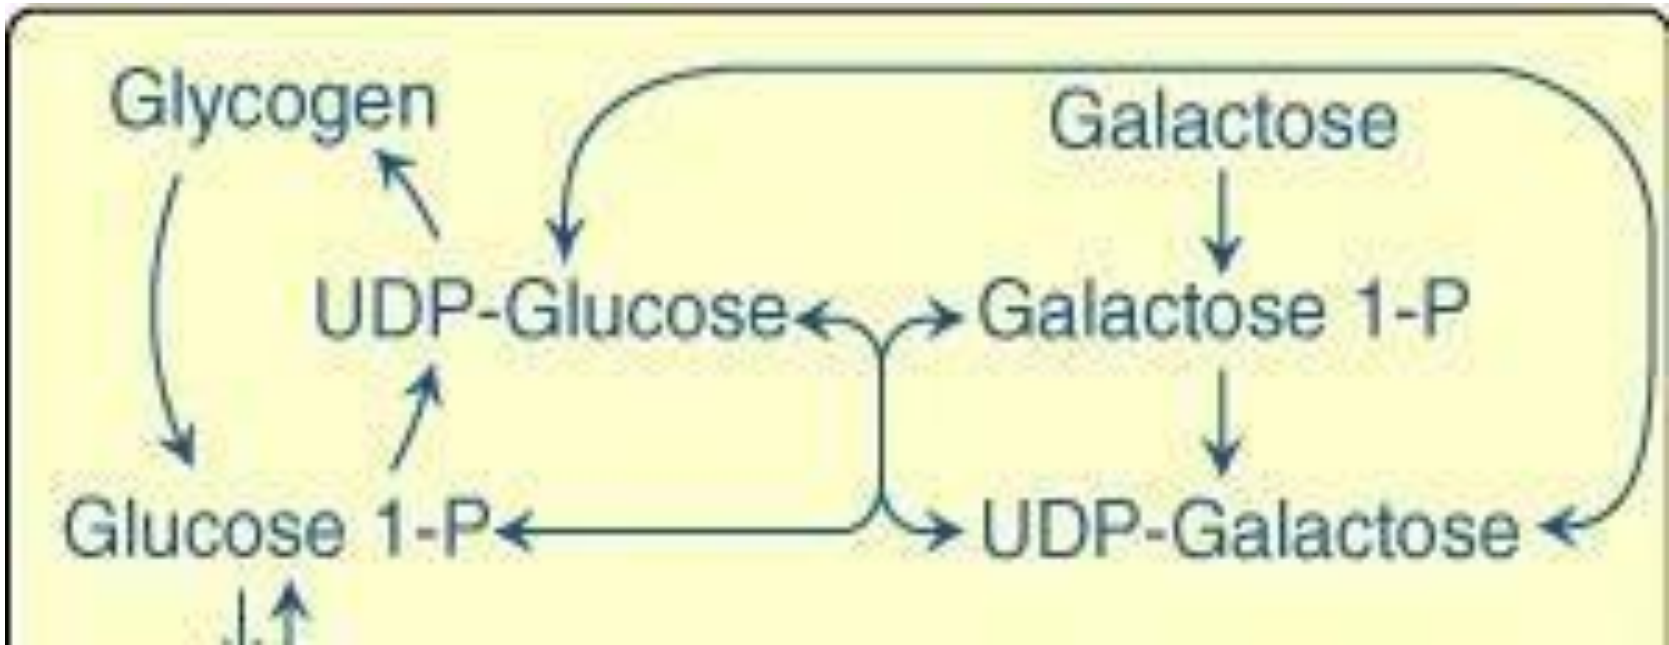 Glycogen
Galactose
UDP-Glucose
Galactose 1-P
Glucose 1-P
UDP-Galactose